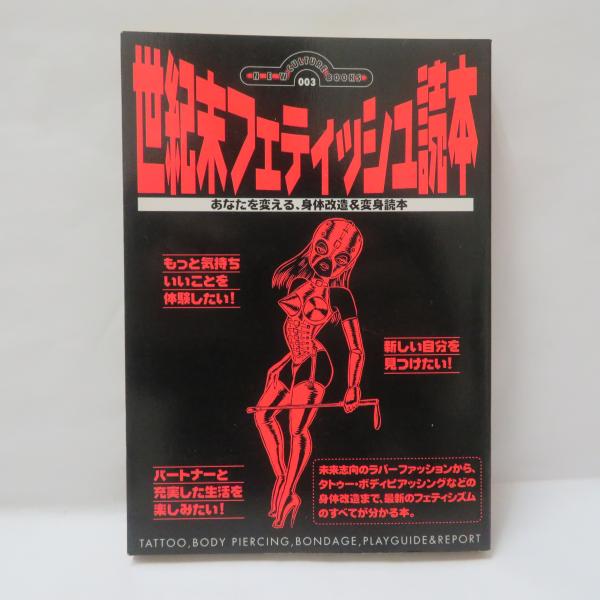 NEW CULTURE BOOKS
003
世紀末フェティッシュ読本
あなたを変える、身体改造&変身読本
もっと気持ち
いいことを
体験したい!
新しい自分を
見つけたい!
パートナーと
充実した生活を
楽しみたい!
未来志向のラバーファッションから、
タトゥー・ボディピアッシングなどの
身体改造まで、最新のフェティシズム
のすべてが分かる本。
TATTOO,BODY PIERCING,BONDAGE,PLAYGUIDE&REPORT